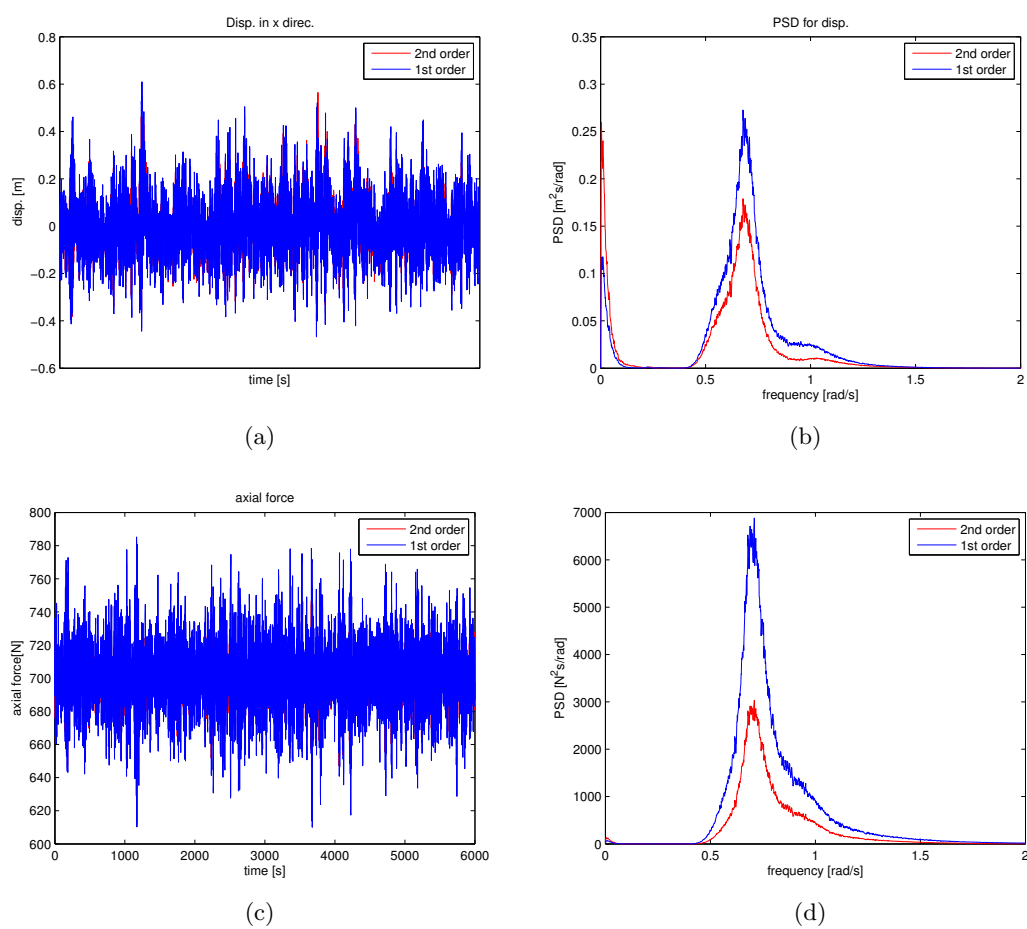 Disp. in x direc.
0.8
0.6
0.4
0.2
0
−0.2
−0.4
−0.6
disp. [m]
time [s]
2nd order
1st order
(a)
PSD for disp.
0.35
0.3
0.25
0.2
0.15
0.1
0.05
0
PSD [m²s/rad]
0 0.5 1 1.5 2
frequency [rad/s]
2nd order
1st order
(b)
axial force
800
780
760
740
720
700
680
660
640
620
600
axial force[N]
0 1000 2000 3000 4000 5000 6000
time [s]
2nd order
1st order
(c)
7000
6000
5000
4000
3000
2000
1000
0
PSD [N²s/rad]
0 0.5 1 1.5 2
frequency [rad/s]
2nd order
1st order
(d)